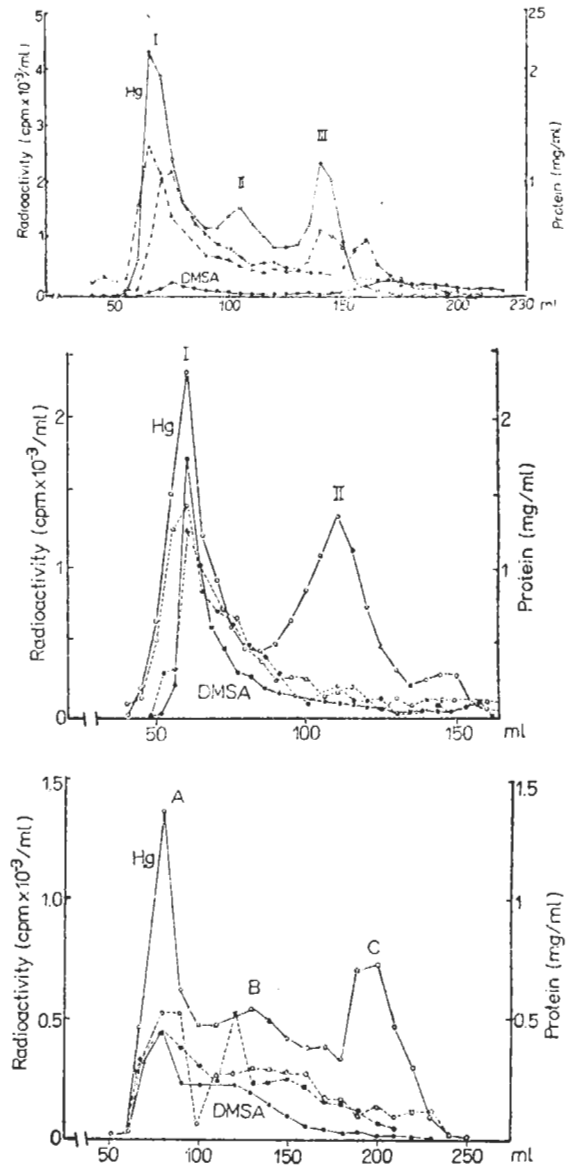 Radioactivity (cpm x 10⁻³/ml)
5
4
3
2
1
0
Hg
I
II
III
DMSA
50
100
150
200
230 ml
25
2
1
Protein (mg/ml)
Radioactivity (cpm x 10⁻³/ml)
2
1
0
Hg
I
II
DMSA
50
100
150 ml
2
1
Protein (mg/ml)
Radioactivity (cpm x 10⁻³/ml)
1.5
1.0
0.5
0
Hg
A
B
C
DMSA
50
100
150
200
250 ml
1.5
1
0.5
Protein (mg/ml)